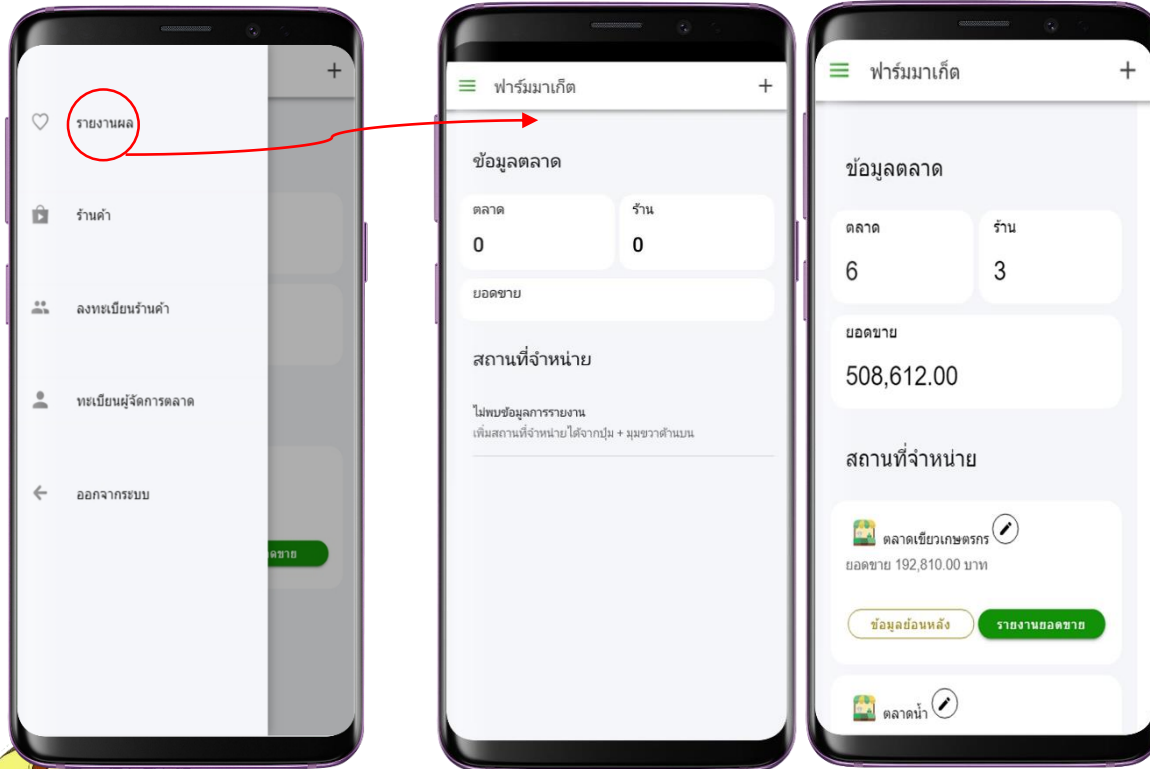 +
รายงานผล
ร้านค้า
ลงทะเบียนร้านค้า
ทะเบียนผู้จัดการตลาด
ออกจากระบบ
ดขาย
ฟาร์มมาเก็ต +
ข้อมูลตลาด
ตลาด ร้าน
0 0
ยอดขาย
สถานที่จำหน่าย
ไม่พบข้อมูลการรายงาน
เพิ่มสถานที่จำหน่ายได้จากปุ่ม + มุมขวาด้านบน
ฟาร์มมาเก็ต +
ข้อมูลตลาด
ตลาด ร้าน
6 3
ยอดขาย
508,612.00
สถานที่จำหน่าย
ตลาดเขียวเกษตรกร
ยอดขาย 192,810.00 บาท
ข้อมูลย้อนหลัง รายงานยอดขาย
ตลาดน้ำ